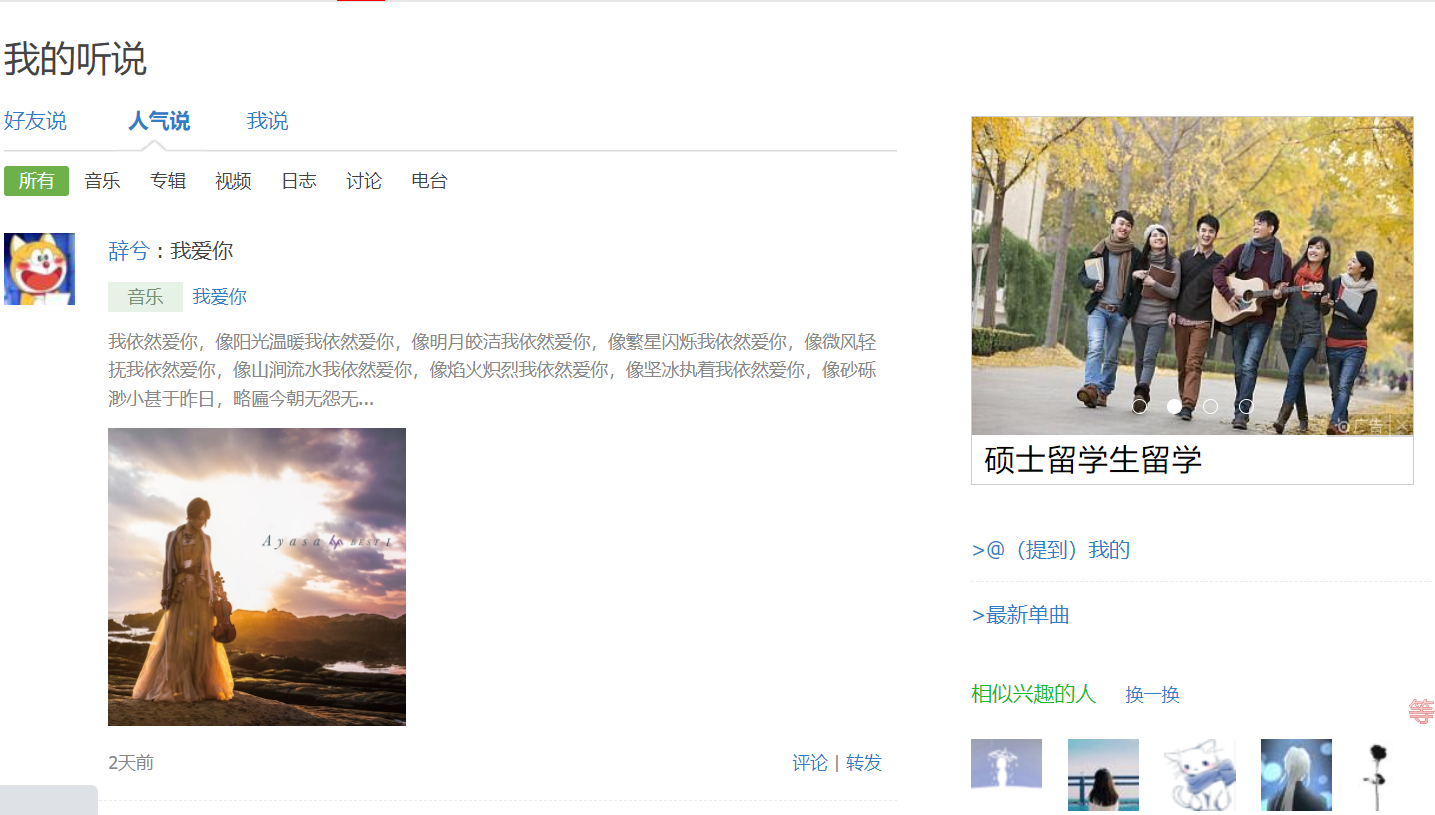 我的听说
好友说 人气说 我说
所有 音乐 专辑 视频 日志 讨论 电台
辞兮：我爱你
音乐 我爱你
我依然爱你，像阳光温暖我依然爱你，像明月皎洁我依然爱你，像繁星闪烁我依然爱你，像微风轻
抚我依然爱你，像山涧流水我依然爱你，像焰火炽烈我依然爱你，像坚冰执着我依然爱你，像砂砾
渺小甚于昨日，略匾今朝无怨无...
Ayasa BEST I
2天前
评论 | 转发
广告
硕士留学生留学
>@（提到）我的
>最新单曲
相似兴趣的人 换一换
等